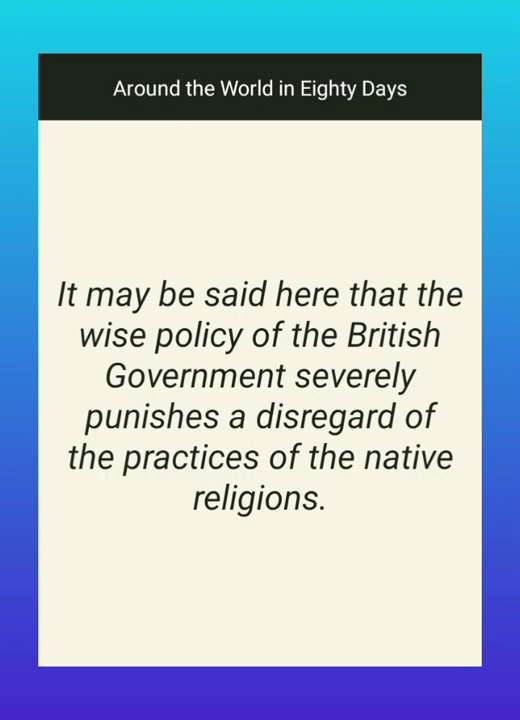 Around the World in Eighty Days
It may be said here that the
wise policy of the British
Government severely
punishes a disregard of
the practices of the native
religions.